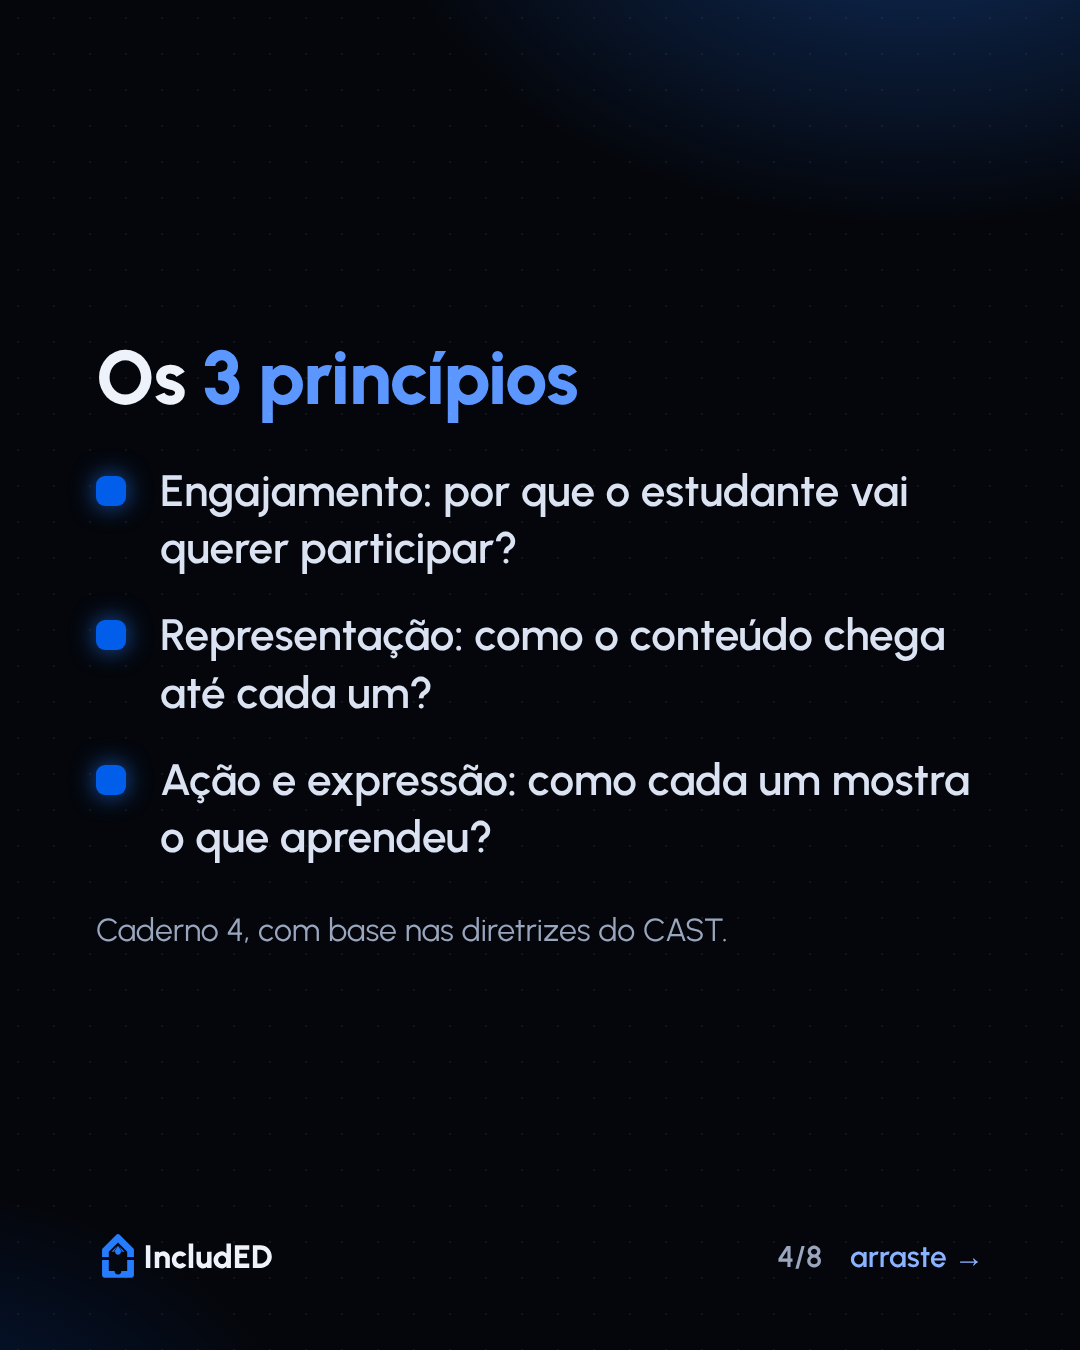 Os 3 princípios
Engajamento: por que o estudante vai
querer participar?
Representação: como o conteúdo chega
até cada um?
Ação e expressão: como cada um mostra
o que aprendeu?
Caderno 4, com base nas diretrizes do CAST.
IncludED
4/8 arraste →